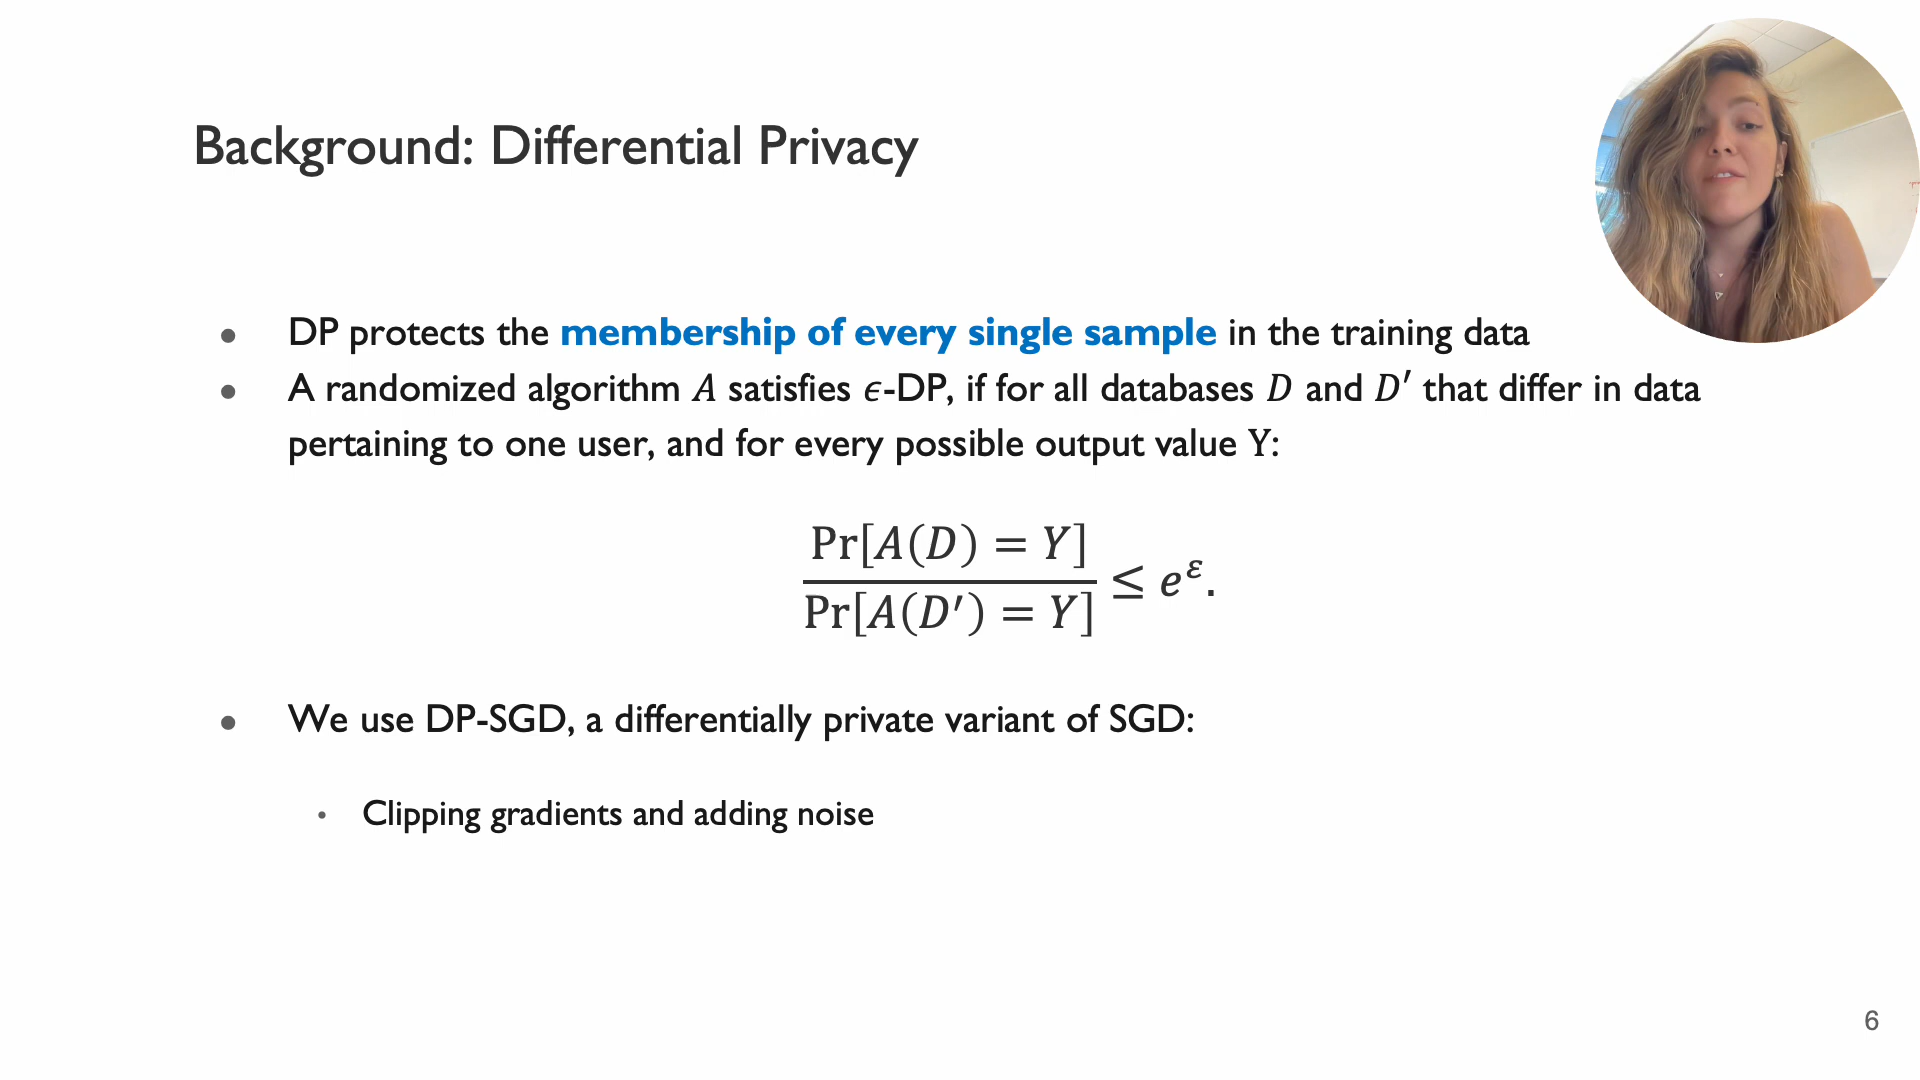 Background: Differential Privacy
● DP protects the membership of every single sample in the training data
● A randomized algorithm A satisfies ϵ-DP, if for all databases D and D′ that differ in data
pertaining to one user, and for every possible output value Y:
Pr[A(D) = Y]
Pr[A(D′) = Y]
≤ e^ε.
● We use DP-SGD, a differentially private variant of SGD:
• Clipping gradients and adding noise
6